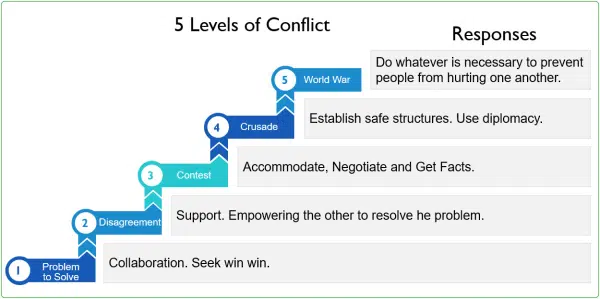 5 Levels of Conflict
Responses
5
World War
Do whatever is necessary to prevent
people from hurting one another.
4
Crusade
Establish safe structures. Use diplomacy.
3
Contest
Accommodate, Negotiate and Get Facts.
2
Disagreement
Support. Empowering the other to resolve he problem.
1
Problem
to Solve
Collaboration. Seek win win.